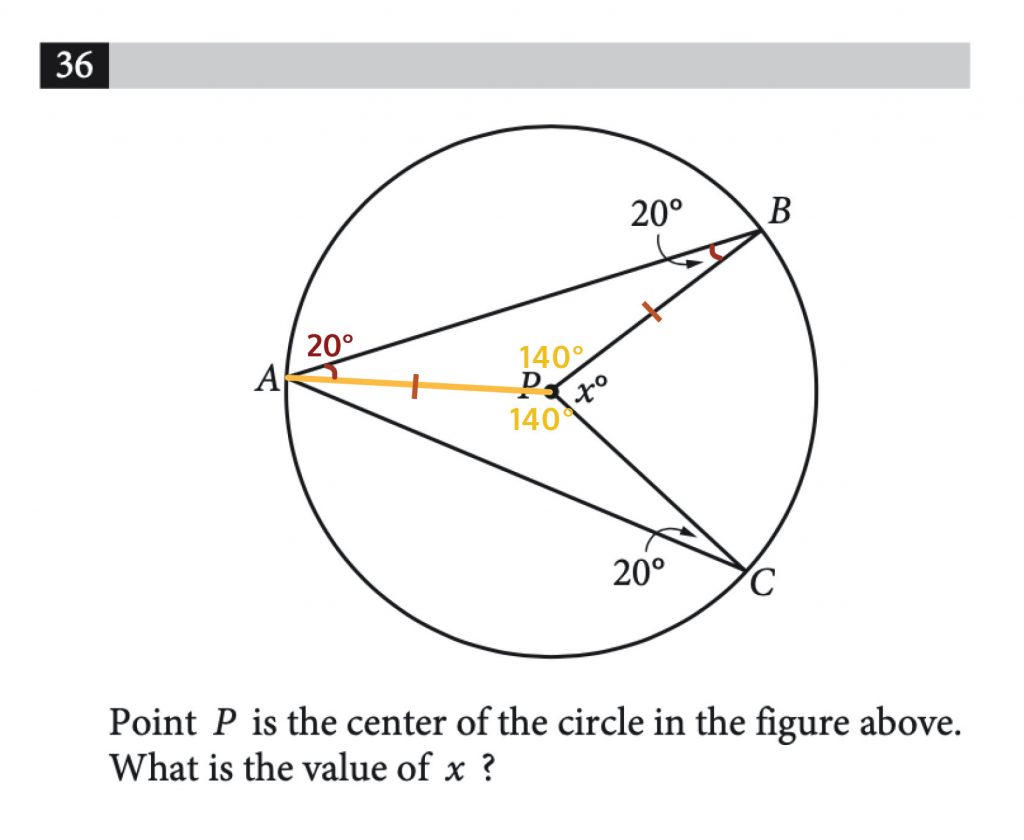 36
20°
B
20°
140°
A
P
x°
140°
20°
C
Point P is the center of the circle in the figure above.
What is the value of x ?